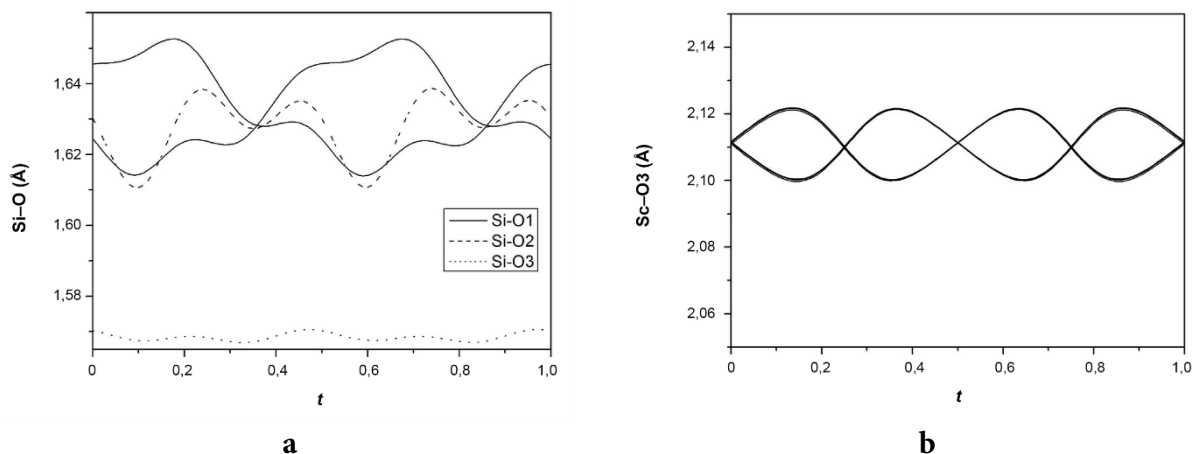 1,64
1,62
1,60
1,58
Si–O (Å)
Si-O1
Si-O2
Si-O3
0
0,2
0,4
0,6
0,8
1,0
t
a
2,14
2,12
2,10
2,08
2,06
Sc–O3 (Å)
0
0,2
0,4
0,6
0,8
1,0
t
b